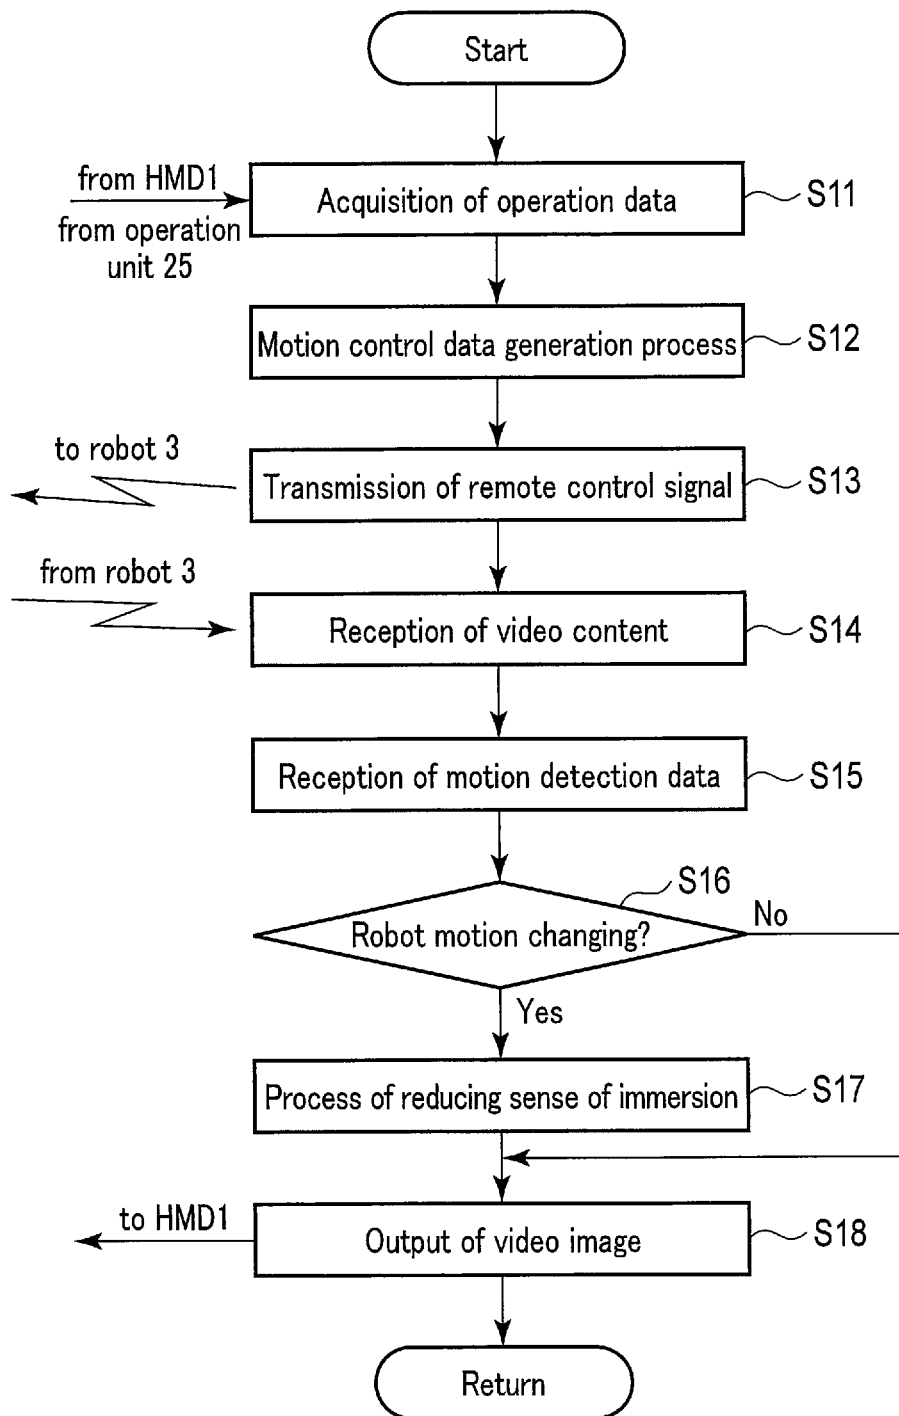 Start
from HMD1
from operation
unit 25
Acquisition of operation data
S11
Motion control data generation process
S12
to robot 3
Transmission of remote control signal
S13
from robot 3
Reception of video content
S14
Reception of motion detection data
S15
S16
Robot motion changing?
No
Yes
Process of reducing sense of immersion
S17
to HMD1
Output of video image
S18
Return